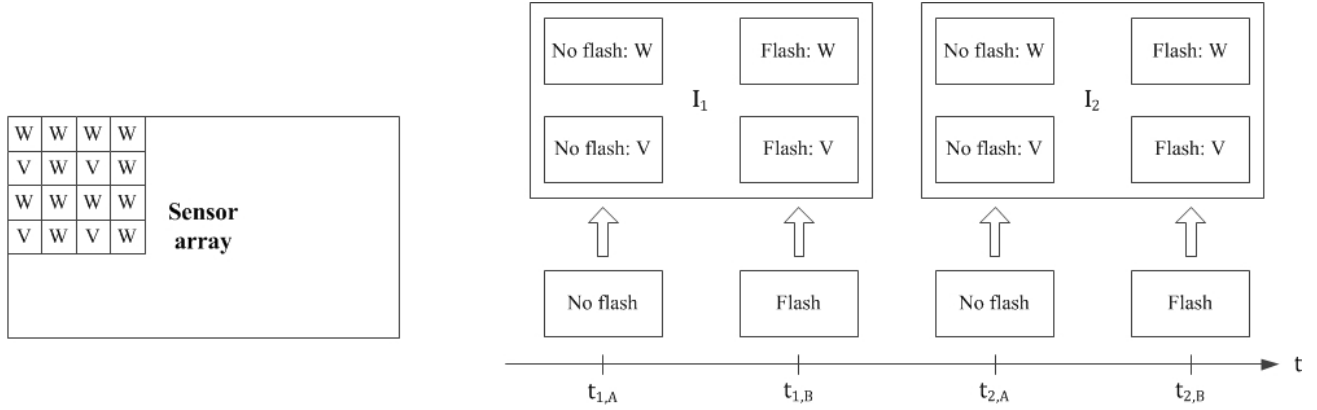 W W W W
V W V W
W W W W
V W V W
Sensor
array
No flash: W
Flash: W
No flash: W
Flash: W
I₁
I₂
No flash: V
Flash: V
No flash: V
Flash: V
No flash
Flash
No flash
Flash
t
t₁,A
t₁,B
t₂,A
t₂,B